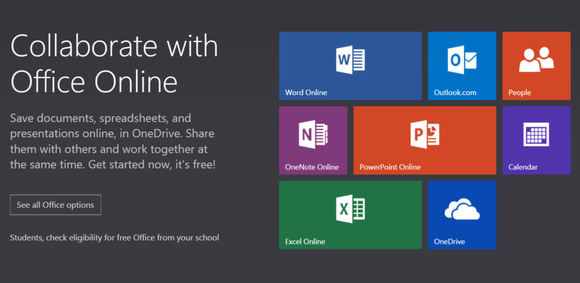 Collaborate with
Office Online
Save documents, spreadsheets, and
presentations online, in OneDrive. Share
them with others and work together at
the same time. Get started now, it's free!
See all Office options
Students, check eligibility for free Office from your school
W
Word Online
O
Outlook.com
People
N
OneNote Online
P
PowerPoint Online
Calendar
X
Excel Online
OneDrive